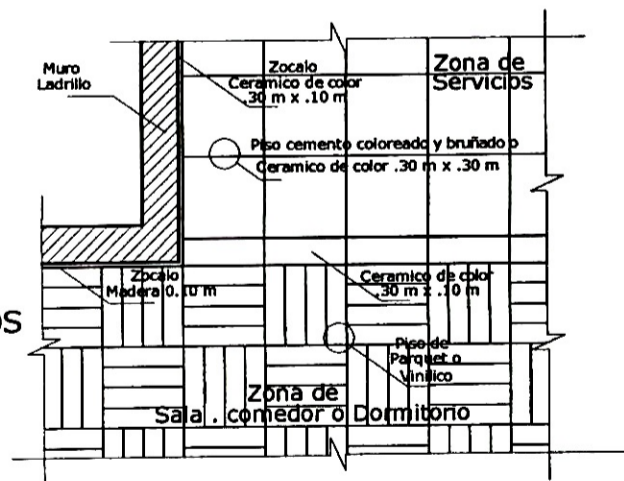 Muro
Ladrillo
Zocalo
Ceramico de color
.30 m x .10 m
Zona de
Servicios
Piso cemento coloreado y bruñado o
Ceramico de color .30 m x .30 m
Zocalo
Madera 0.10 m
Ceramico de color
.30 m x .10 m
OS
Piso de
Parquet o
Vinilico
Zona de
Sala . comedor o Dormitorio